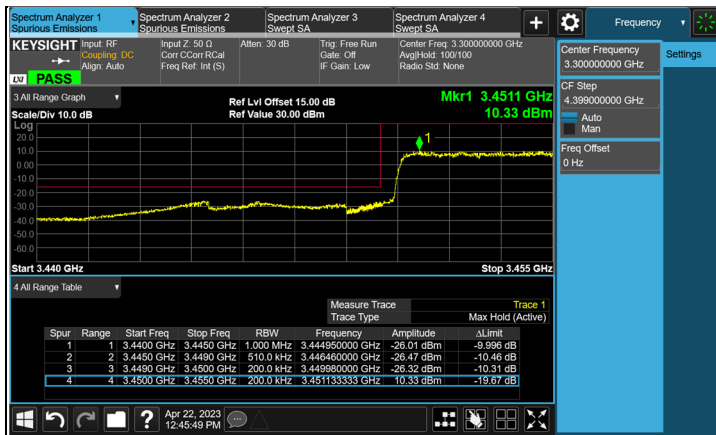 Spectrum Analyzer 1
Spurious Emissions
Spectrum Analyzer 2
Spurious Emissions
Spectrum Analyzer 3
Swept SA
Spectrum Analyzer 4
Swept SA
+
Frequency
KEYSIGHT
Input: RF
Coupling: DC
Align: Auto
Input Z: 50 Ω
Corr CCorr RCal
Freq Ref: Int (S)
Atten: 30 dB
Trig: Free Run
Gate: Off
IF Gain: Low
Center Freq: 3.300000000 GHz
Avg|Hold: 100/100
Radio Std: None
LXI PASS
Center Frequency
3.300000000 GHz
Settings
CF Step
4.399000000 GHz
Auto
Man
Freq Offset
0 Hz
3 All Range Graph
Scale/Div 10.0 dB
Ref Lvl Offset 15.00 dB
Ref Value 30.00 dBm
Mkr1 3.4511 GHz
10.33 dBm
Log
20.0
10.0
0.00
-10.0
-20.0
-30.0
-40.0
-50.0
-60.0
1
Start 3.440 GHz
Stop 3.455 GHz
4 All Range Table
Measure Trace Trace 1
Trace Type Max Hold (Active)
Spur Range Start Freq Stop Freq RBW Frequency Amplitude ΔLimit
1 1 3.4400 GHz 3.4450 GHz 1.000 MHz 3.444950000 GHz -26.01 dBm -9.996 dB
2 2 3.4450 GHz 3.4490 GHz 510.0 kHz 3.446460000 GHz -26.47 dBm -10.46 dB
3 3 3.4490 GHz 3.4500 GHz 200.0 kHz 3.449980000 GHz -26.32 dBm -10.31 dB
4 4 3.4500 GHz 3.4550 GHz 200.0 kHz 3.451133333 GHz 10.33 dBm -19.67 dB
?
Apr 22, 2023
12:45:49 PM